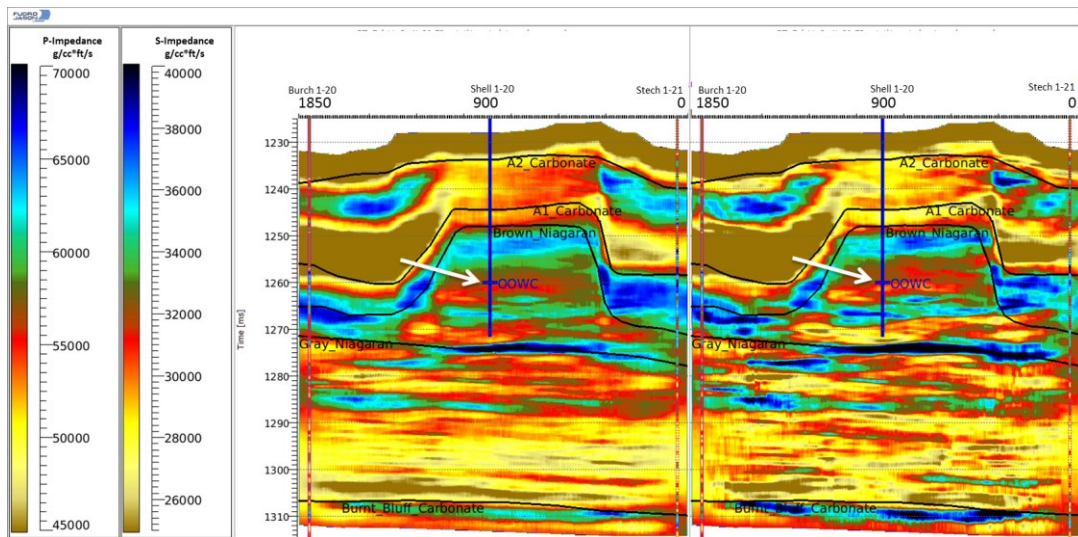 FUGRO
JASON
P-Impedance
g/cc*ft/s
70000
65000
60000
55000
50000
45000
S-Impedance
g/cc*ft/s
40000
38000
36000
34000
32000
30000
28000
26000
Time [ms]
1230
1240
1250
1260
1270
1280
1290
1300
1310
Burch 1-20
1850
Shell 1-20
900
Stech 1-21
0
A2_Carbonate
A1_Carbonate
Brown_Niagaran
OOWC
Gray_Niagaran
Burnt_Bluff_Carbonate
Burch 1-20
1850
Shell 1-20
900
Stech 1-21
0
A2_Carbonate
A1_Carbonate
Brown_Niagaran
OOWC
Gray_Niagaran
Burnt_Bluff_Carbonate